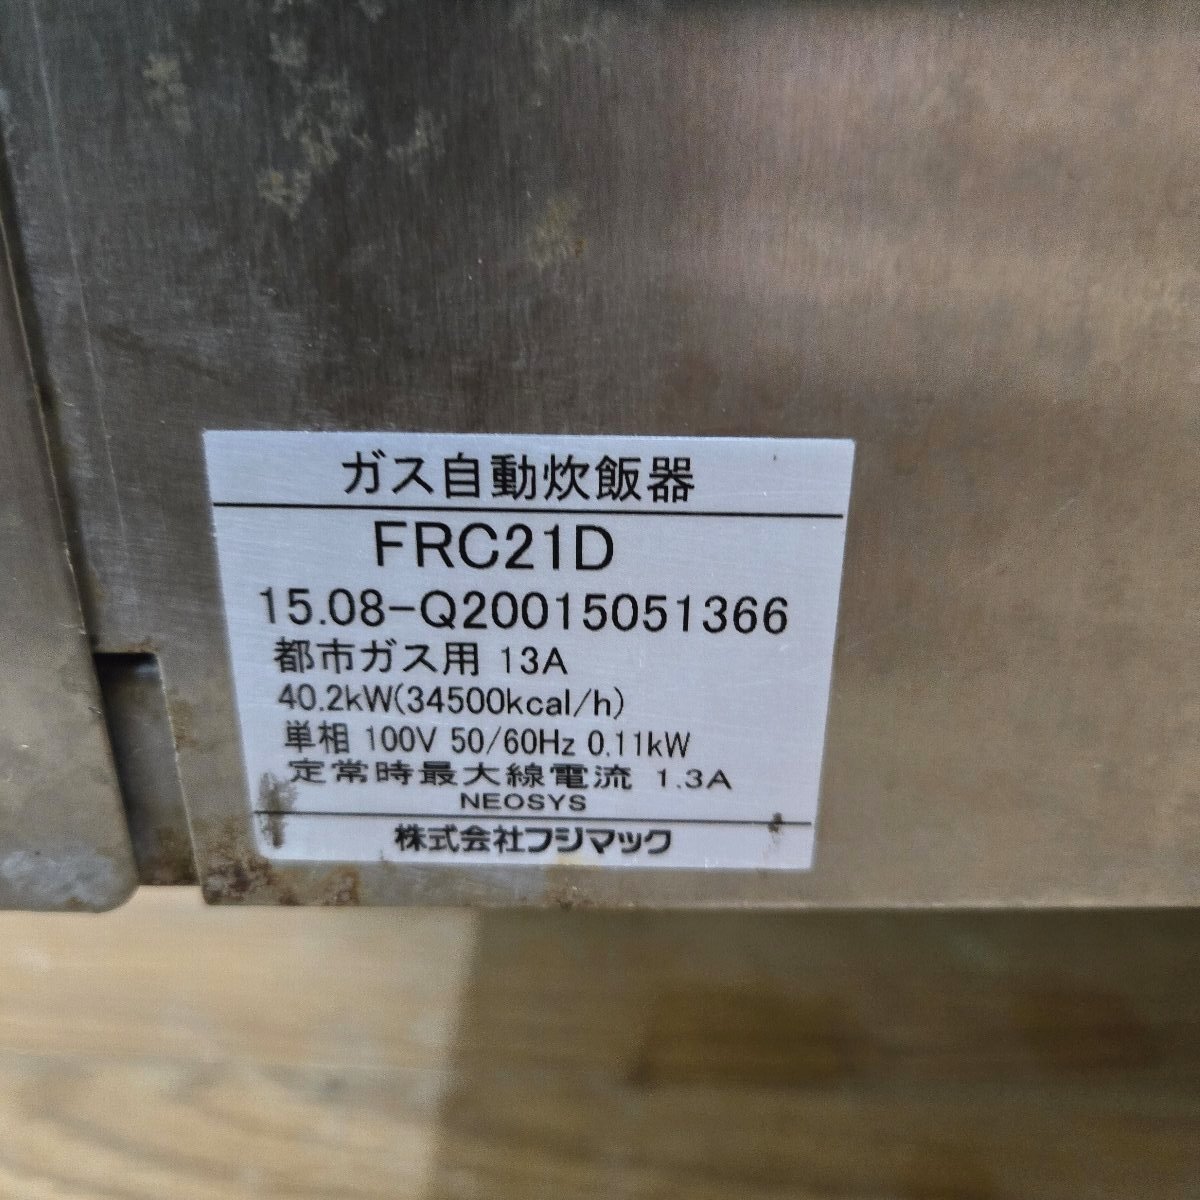 ガス自動炊飯器
FRC21D
15.08-Q20015051366
都市ガス用 13A
40.2kW(34500kcal/h)
単相 100V 50/60Hz 0.11kW
定常時最大線電流 1.3A
NEOSYS
株式会社フジマック